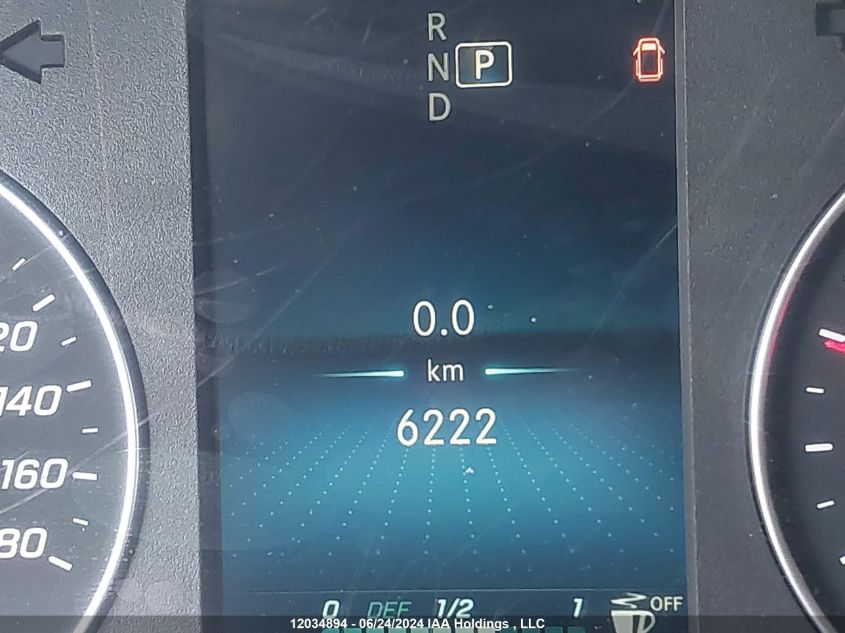 R
N P
D
0.0
km
6222
20
140
160
80
0 DEF 1/2 1 OFF
12034894 - 06/24/2024 IAA Holdings , LLC